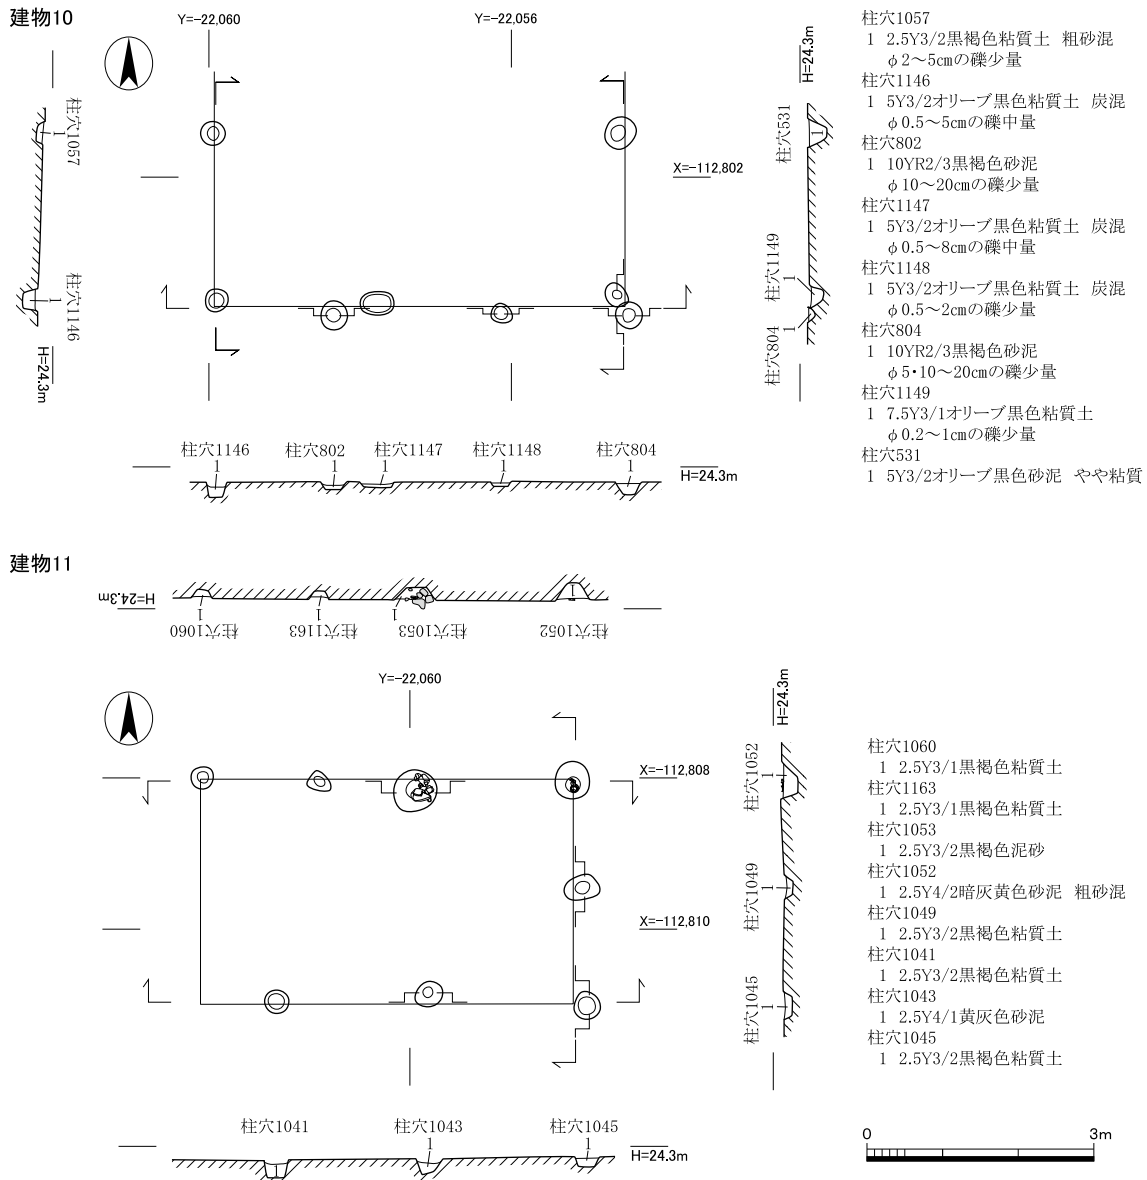 建物10
Y=-22,060
Y=-22,056
X=-112,802
H=24.3m
柱穴1057
1
柱穴1146
1
H=24.3m
柱穴531
1
柱穴1149
1
柱穴804
1
柱穴1146
1
柱穴802
1
柱穴1147
1
柱穴1148
1
柱穴804
1
H=24.3m
柱穴1057
1 2.5Y3/2黒褐色粘質土 粗砂混
φ2～5cmの礫少量
柱穴1146
1 5Y3/2オリーブ黒色粘質土 炭混
φ0.5～5cmの礫中量
柱穴802
1 10YR2/3黒褐色砂泥
φ10～20cmの礫少量
柱穴1147
1 5Y3/2オリーブ黒色粘質土 炭混
φ0.5～8cmの礫中量
柱穴1148
1 5Y3/2オリーブ黒色粘質土 炭混
φ0.5～2cmの礫少量
柱穴804
1 10YR2/3黒褐色砂泥
φ5・10～20cmの礫少量
柱穴1149
1 7.5Y3/1オリーブ黒色粘質土
φ0.2～1cmの礫少量
柱穴531
1 5Y3/2オリーブ黒色砂泥 やや粘質
建物11
H=24.3m
1
柱穴1060
1
柱穴1163
1
柱穴1053
1
柱穴1052
Y=-22,060
X=-112,808
X=-112,810
H=24.3m
柱穴1052
1
柱穴1049
1
柱穴1045
1
柱穴1041
1
柱穴1043
1
柱穴1045
1
H=24.3m
柱穴1060
1 2.5Y3/1黒褐色粘質土
柱穴1163
1 2.5Y3/1黒褐色粘質土
柱穴1053
1 2.5Y3/2黒褐色泥砂
柱穴1052
1 2.5Y4/2暗灰黄色砂泥 粗砂混
柱穴1049
1 2.5Y3/2黒褐色粘質土
柱穴1041
1 2.5Y3/2黒褐色粘質土
柱穴1043
1 2.5Y4/1黄灰色砂泥
柱穴1045
1 2.5Y3/2黒褐色粘質土
0
3m